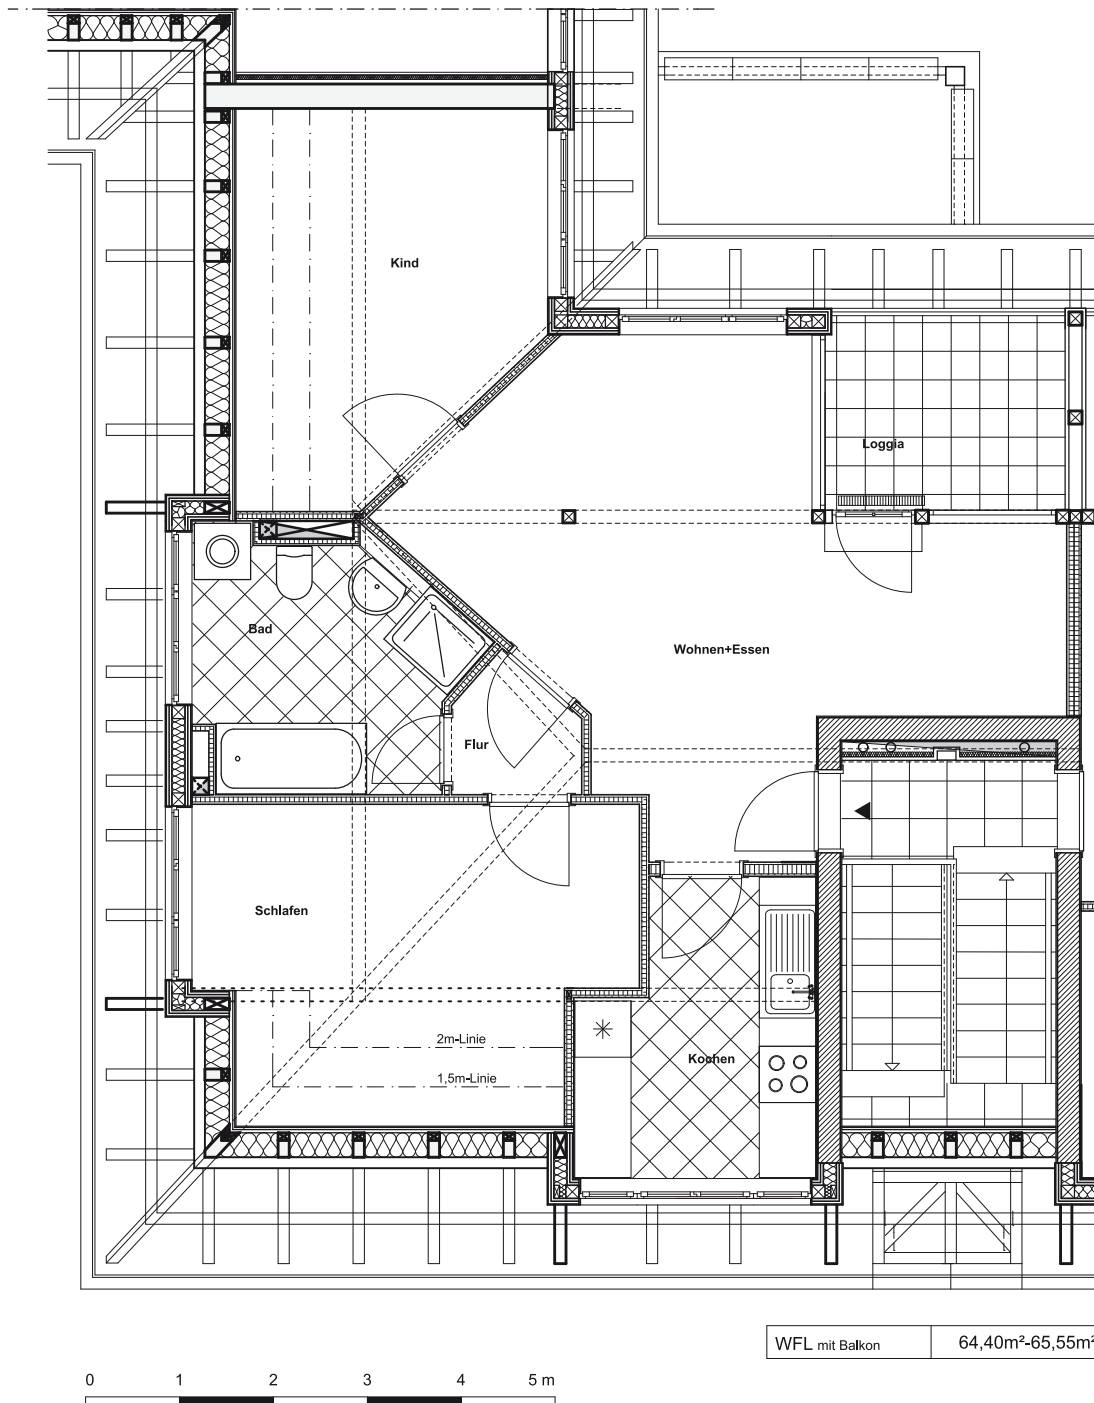 Kind
Loggia
Bad
Wohnen+Essen
Flur
Schlafen
2m-Linie
Kochen
1,5m-Linie
WFL mit Balkon 64,40m²-65,55m²
0 1 2 3 4 5 m